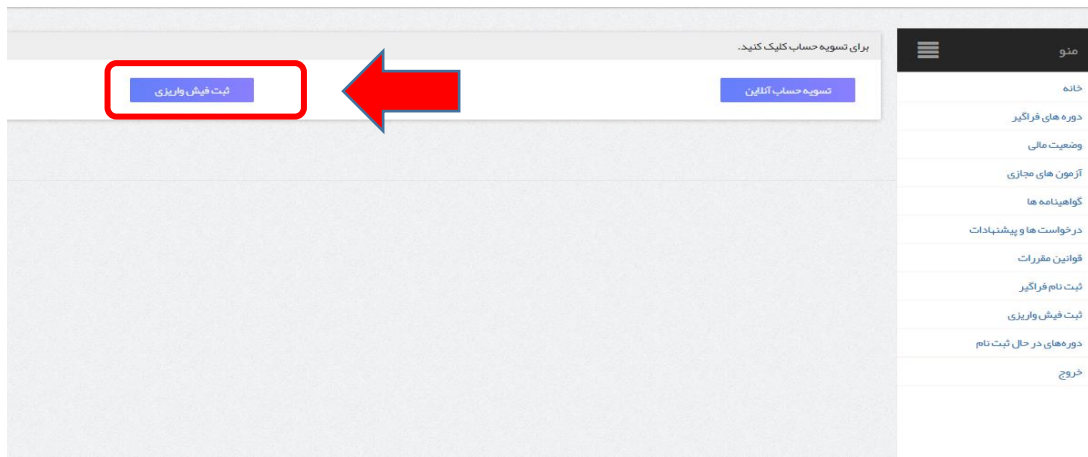 منو
خانه
دوره های فراگیر
وضعیت مالی
آزمون های مجازی
گواهینامه ها
درخواست ها و پیشنهادات
قوانین مقررات
ثبت نام فراگیر
ثبت فیش واریزی
دوره‌های در حال ثبت نام
خروج
برای تسویه حساب کلیک کنید.
تسویه حساب آنلاین
ثبت فیش واریزی